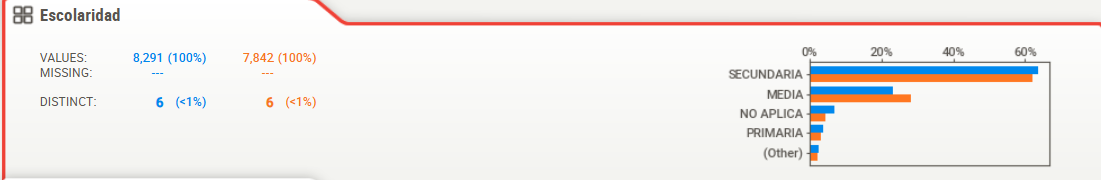 Escolaridad
VALUES: 8,291 (100%) 7,842 (100%)
MISSING: --- ---
DISTINCT: 6 (<1%) 6 (<1%)
0% 20% 40% 60%
SECUNDARIA
MEDIA
NO APLICA
PRIMARIA
(Other)